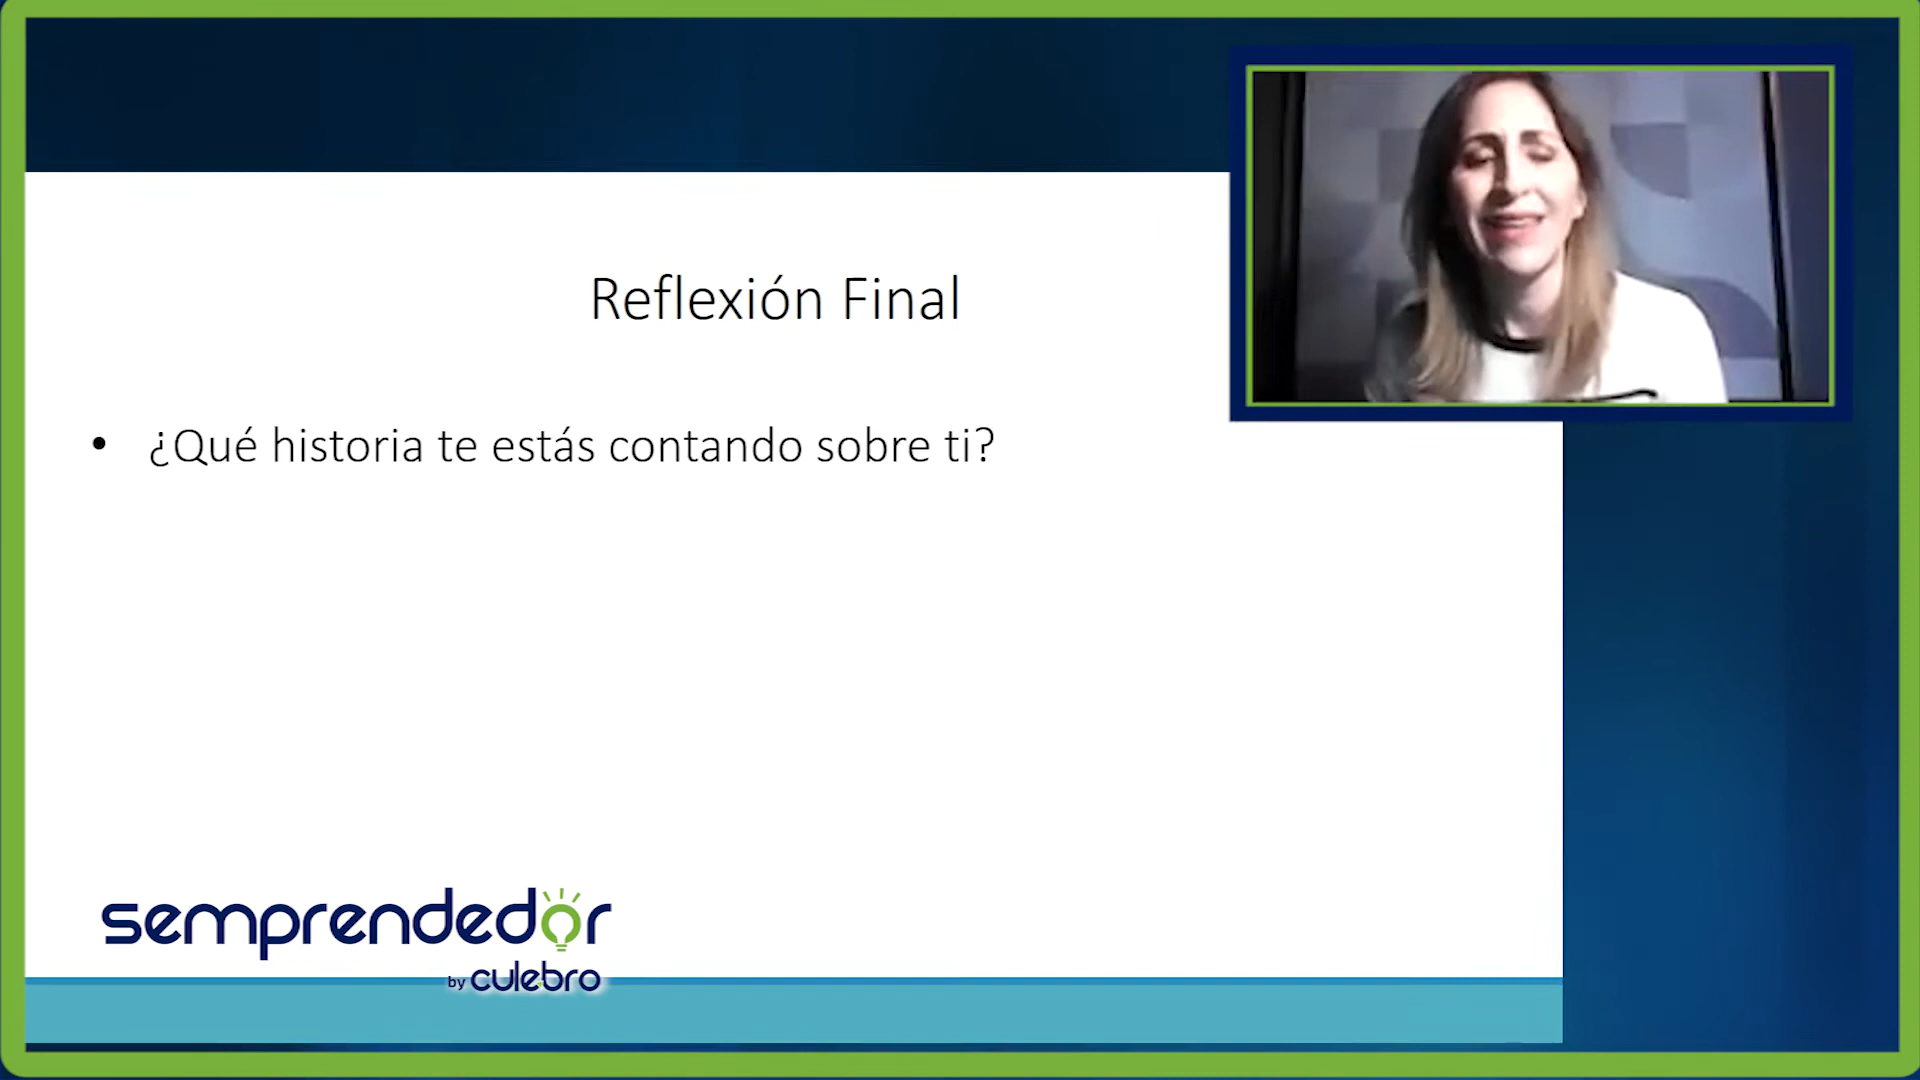 Reflexión Final
• ¿Qué historia te estás contando sobre ti?
semprendedor
by culebro